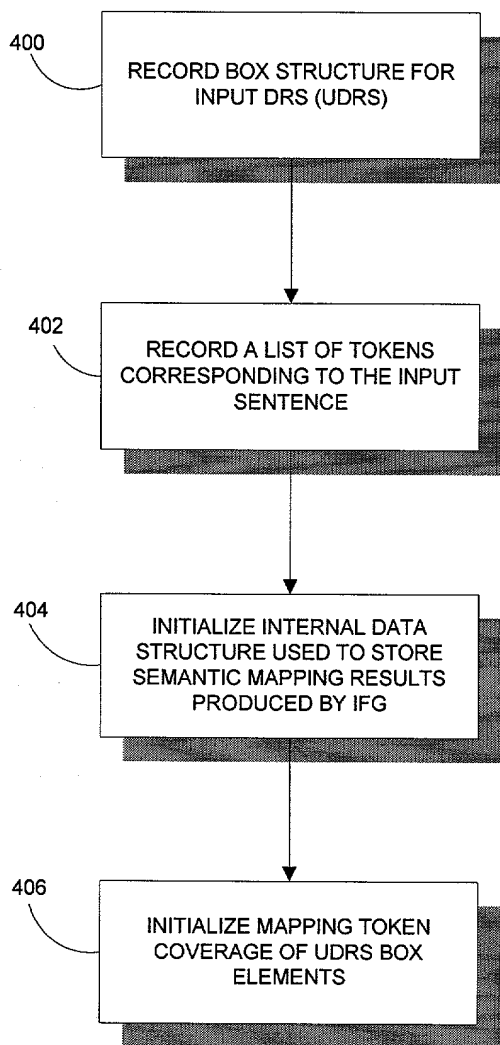 400
RECORD BOX STRUCTURE FOR
INPUT DRS (UDRS)
402
RECORD A LIST OF TOKENS
CORRESPONDING TO THE INPUT
SENTENCE
404
INITIALIZE INTERNAL DATA
STRUCTURE USED TO STORE
SEMANTIC MAPPING RESULTS
PRODUCED BY IFG
406
INITIALIZE MAPPING TOKEN
COVERAGE OF UDRS BOX
ELEMENTS